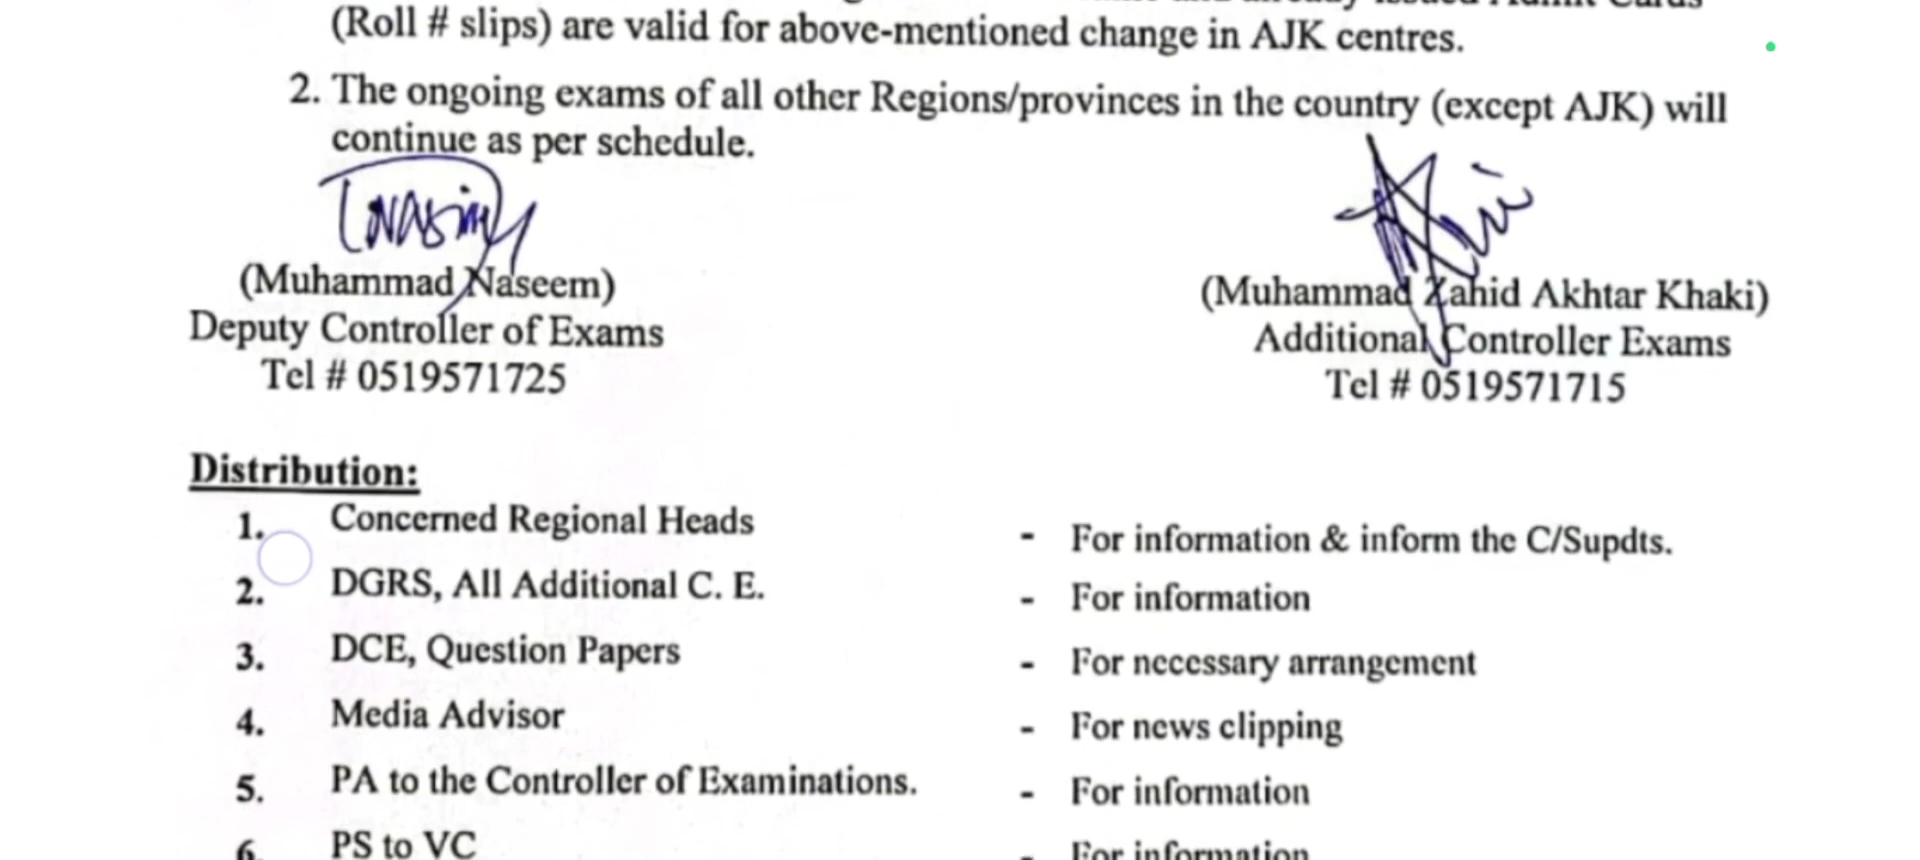 (Roll # slips) are valid for above-mentioned change in AJK centres.
2. The ongoing exams of all other Regions/provinces in the country (except AJK) will
continue as per schedule.
(Muhammad Naseem)
Deputy Controller of Exams
Tel # 0519571725
(Muhammad Zahid Akhtar Khaki)
Additional Controller Exams
Tel # 0519571715
Distribution:
1. Concerned Regional Heads - For information & inform the C/Supdts.
2. DGRS, All Additional C. E. - For information
3. DCE, Question Papers - For necessary arrangement
4. Media Advisor - For news clipping
5. PA to the Controller of Examinations. - For information
6. PS to VC - For information